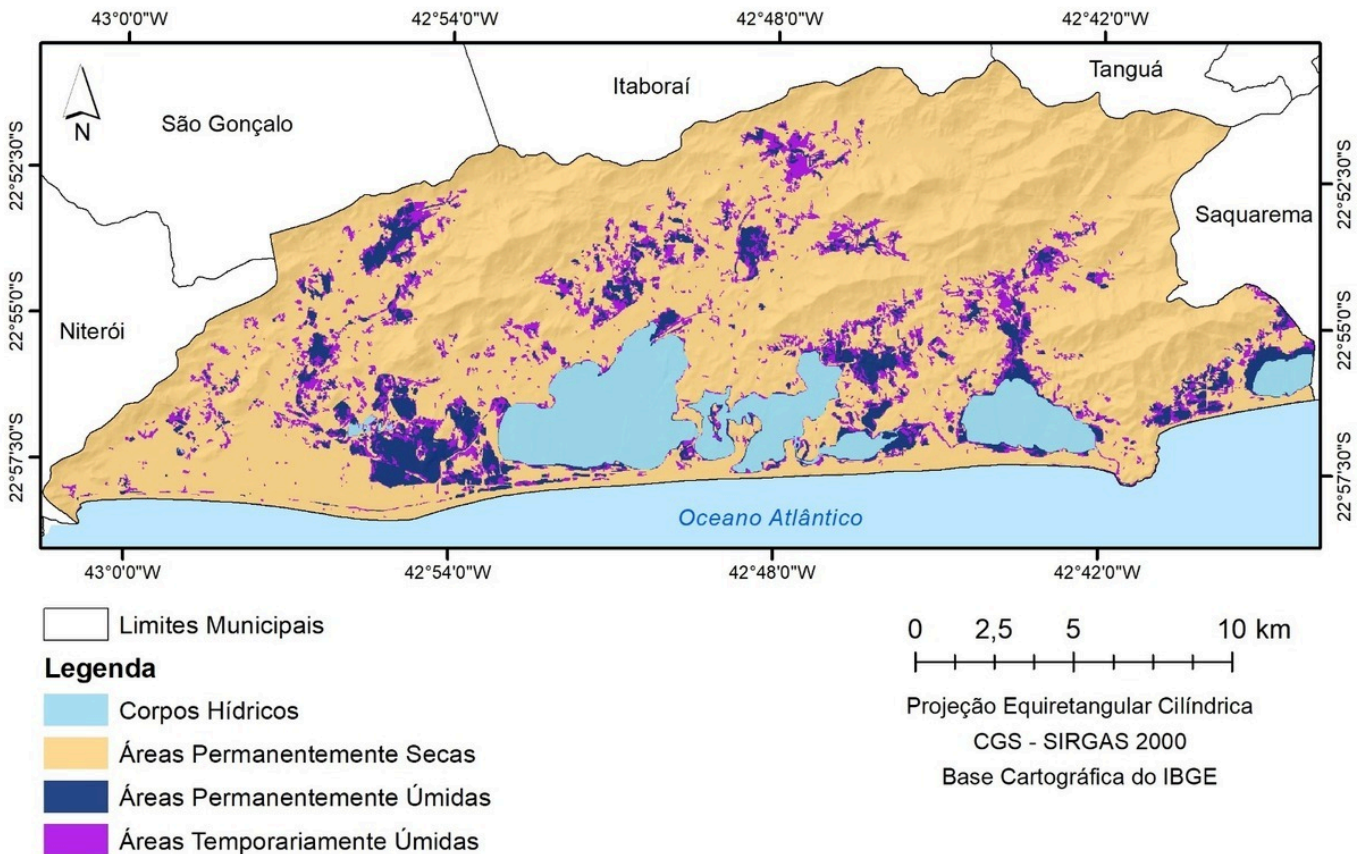 43°0'0"W 42°54'0"W 42°48'0"W 42°42'0"W
Itaboraí
Tanguá
São Gonçalo
N
22°52'30"S
22°52'30"S
Saquarema
Niterói
22°55'0"S
22°55'0"S
22°57'30"S
22°57'30"S
Oceano Atlântico
43°0'0"W 42°54'0"W 42°48'0"W 42°42'0"W
Limites Municipais
Legenda
Corpos Hídricos
Áreas Permanentemente Secas
Áreas Permanentemente Úmidas
Áreas Temporariamente Úmidas
0 2,5 5 10 km
Projeção Equiretangular Cilíndrica
CGS - SIRGAS 2000
Base Cartográfica do IBGE